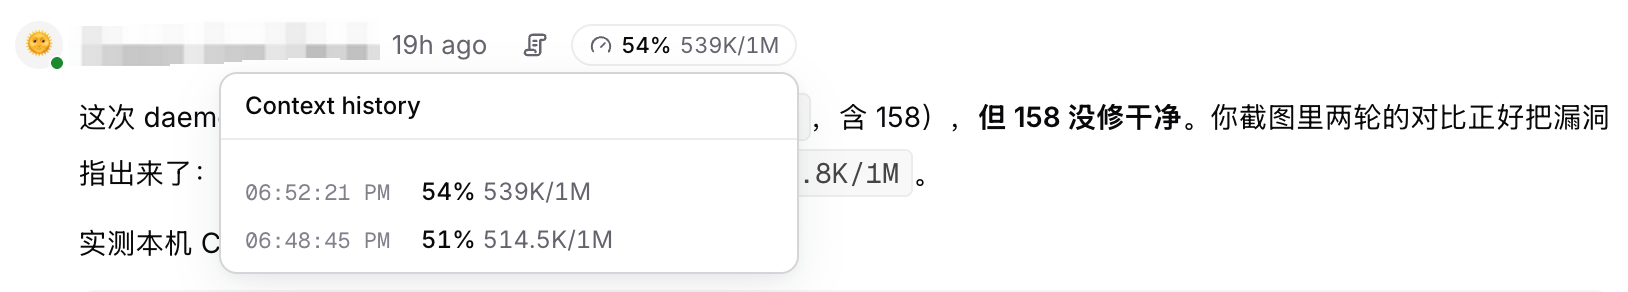 19h ago 54% 539K/1M
Context history
这次 daem ，含 158），但 158 没修干净。你截图里两轮的对比正好把漏洞
指出来了： .8K/1M 。
06:52:21 PM 54% 539K/1M
06:48:45 PM 51% 514.5K/1M
实测本机 C